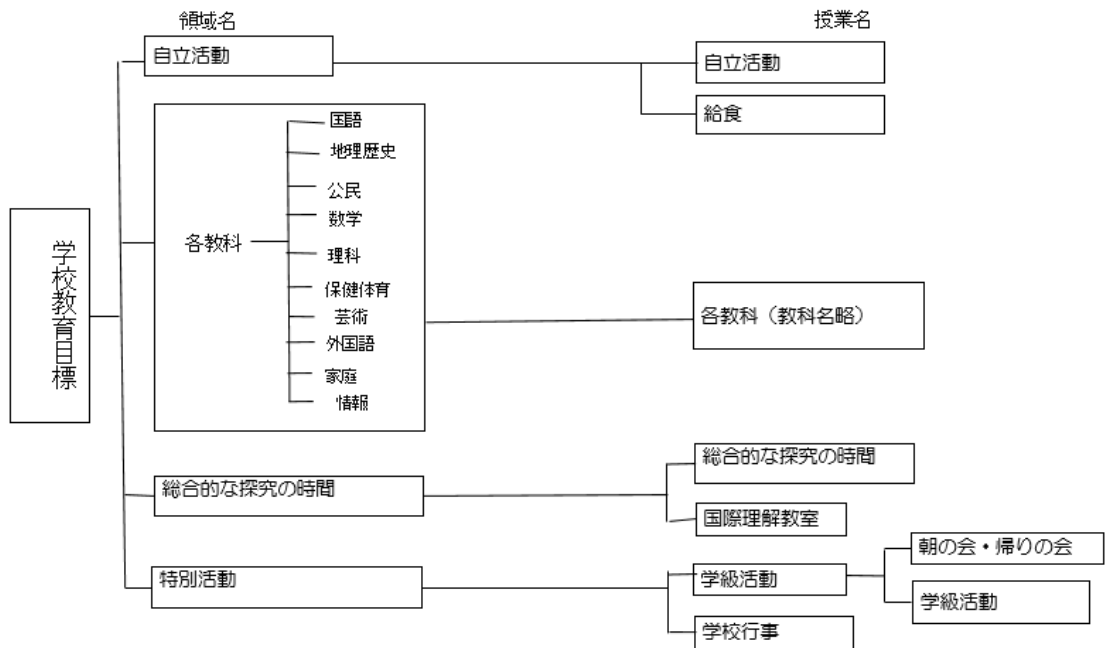 領域名
授業名
自立活動
自立活動
給食
学校教育目標
各教科
国語
地理歴史
公民
数学
理科
保健体育
芸術
外国語
家庭
情報
各教科（教科名略）
総合的な探究の時間
総合的な探究の時間
国際理解教室
特別活動
学級活動
朝の会・帰りの会
学級活動
学校行事